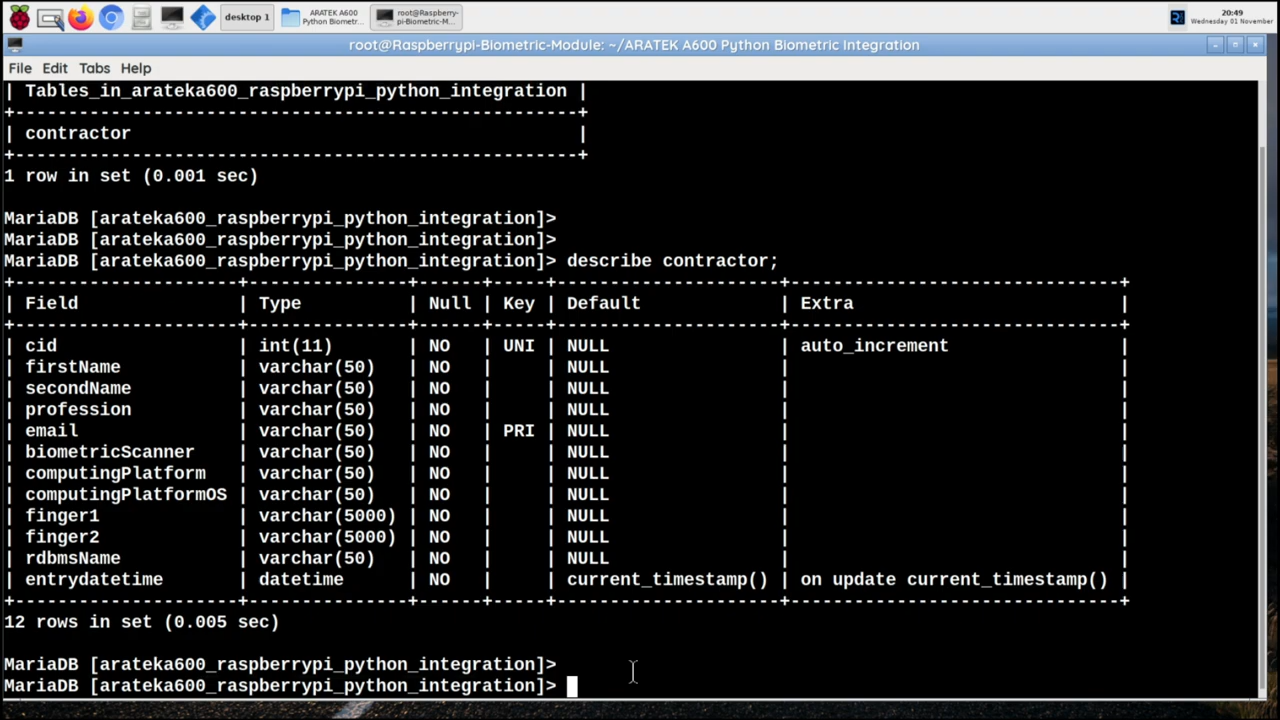 desktop 1
ARATEK A600
Python Biometr...
root@Raspberry-
pi-Biometric-M...
20:49
Wednesday 01 November
root@Raspberrypi-Biometric-Module: ~/ARATEK A600 Python Biometric Integration
File Edit Tabs Help
| Tables_in_arateka600_raspberrypi_python_integration |
+-----------------------------------------------------+
| contractor                                          |
+-----------------------------------------------------+
1 row in set (0.001 sec)
MariaDB [arateka600_raspberrypi_python_integration]>
MariaDB [arateka600_raspberrypi_python_integration]>
MariaDB [arateka600_raspberrypi_python_integration]> describe contractor;
+---------------------+---------------+------+-----+---------------------+-------------------------------+
| Field               | Type          | Null | Key | Default             | Extra                         |
+---------------------+---------------+------+-----+---------------------+-------------------------------+
| cid                 | int(11)       | NO   | UNI | NULL                | auto_increment                |
| firstName           | varchar(50)   | NO   |     | NULL                |                               |
| secondName          | varchar(50)   | NO   |     | NULL                |                               |
| profession          | varchar(50)   | NO   |     | NULL                |                               |
| email               | varchar(50)   | NO   | PRI | NULL                |                               |
| biometricScanner    | varchar(50)   | NO   |     | NULL                |                               |
| computingPlatform   | varchar(50)   | NO   |     | NULL                |                               |
| computingPlatformOS | varchar(50)   | NO   |     | NULL                |                               |
| finger1             | varchar(5000) | NO   |     | NULL                |                               |
| finger2             | varchar(5000) | NO   |     | NULL                |                               |
| rdbmsName           | varchar(50)   | NO   |     | NULL                |                               |
| entrydatetime       | datetime      | NO   |     | current_timestamp() | on update current_timestamp() |
+---------------------+---------------+------+-----+---------------------+-------------------------------+
12 rows in set (0.005 sec)
MariaDB [arateka600_raspberrypi_python_integration]>
MariaDB [arateka600_raspberrypi_python_integration]>